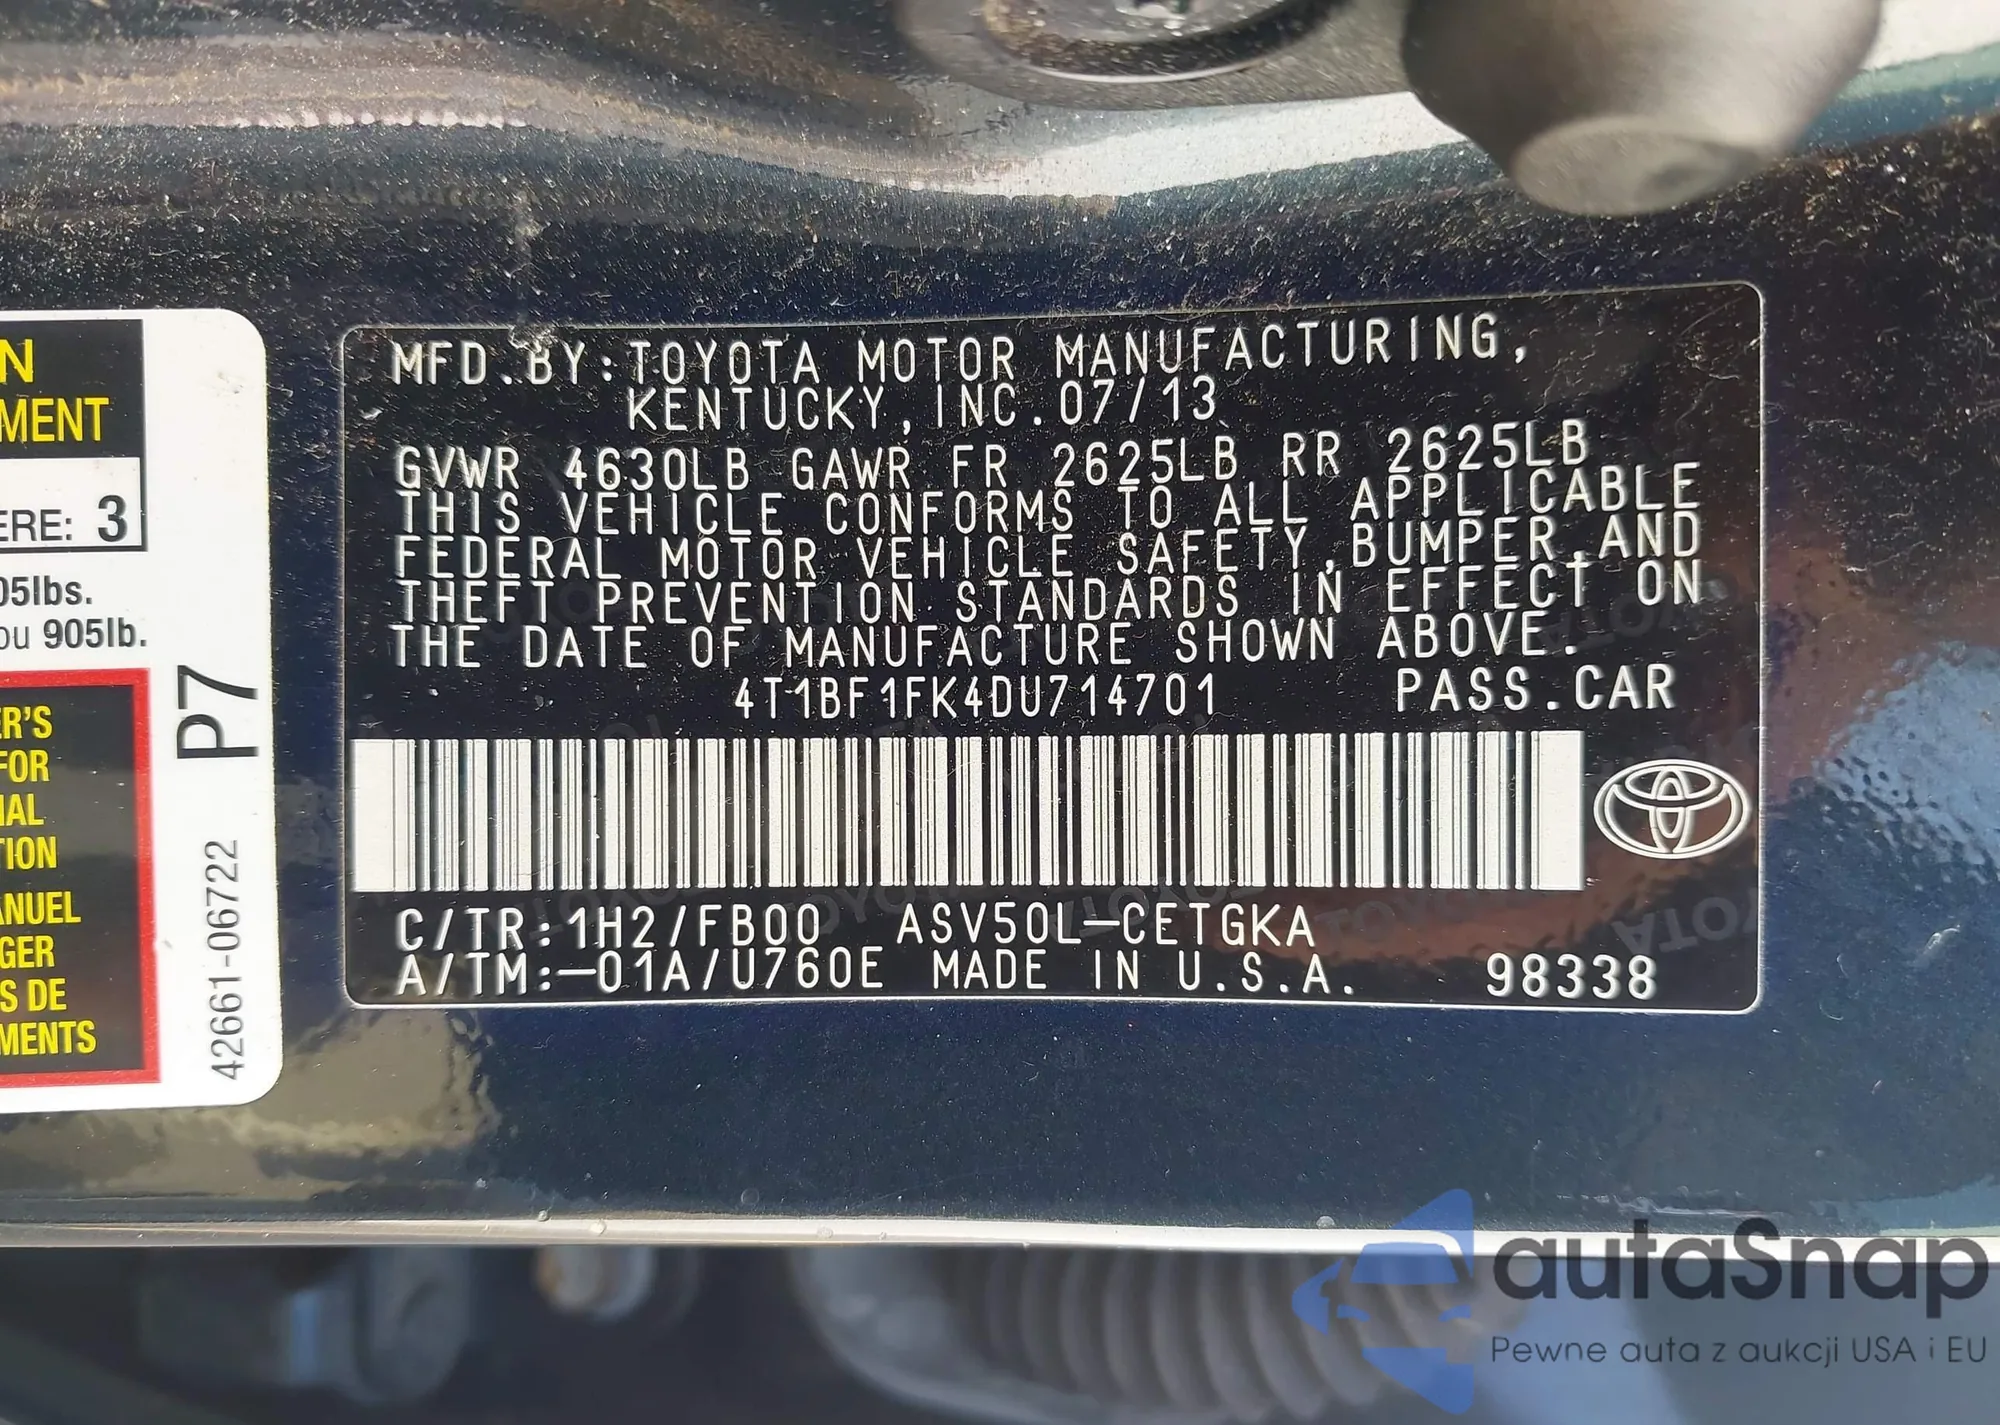 N
MENT
ERE: 3
05lbs.
ou 905lb.
ER'S
FOR
IAL
TION
ANUEL
GER
S DE
MENTS
P7
42661-06722
MFD.BY:TOYOTA MOTOR MANUFACTURING,
KENTUCKY,INC.07/13
GVWR 4630LB GAWR FR 2625LB RR 2625LB
THIS VEHICLE CONFORMS TO ALL APPLICABLE
FEDERAL MOTOR VEHICLE SAFETY,BUMPER,AND
THEFT PREVENTION STANDARDS IN EFFECT ON
THE DATE OF MANUFACTURE SHOWN ABOVE.
4T1BF1FK4DU714701 PASS.CAR
C/TR:1H2/FB00 ASV50L-CETGKA
A/TM:-01A/U760E MADE IN U.S.A. 98338
autaSnap
Pewne auta z aukcji USA i EU